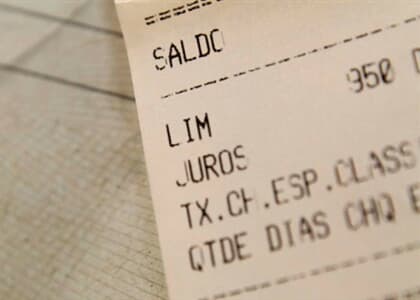 SALDO
950 D
LIM
JUROS
TX.CH.ESP.CLASS
QTDE DIAS CHQ E